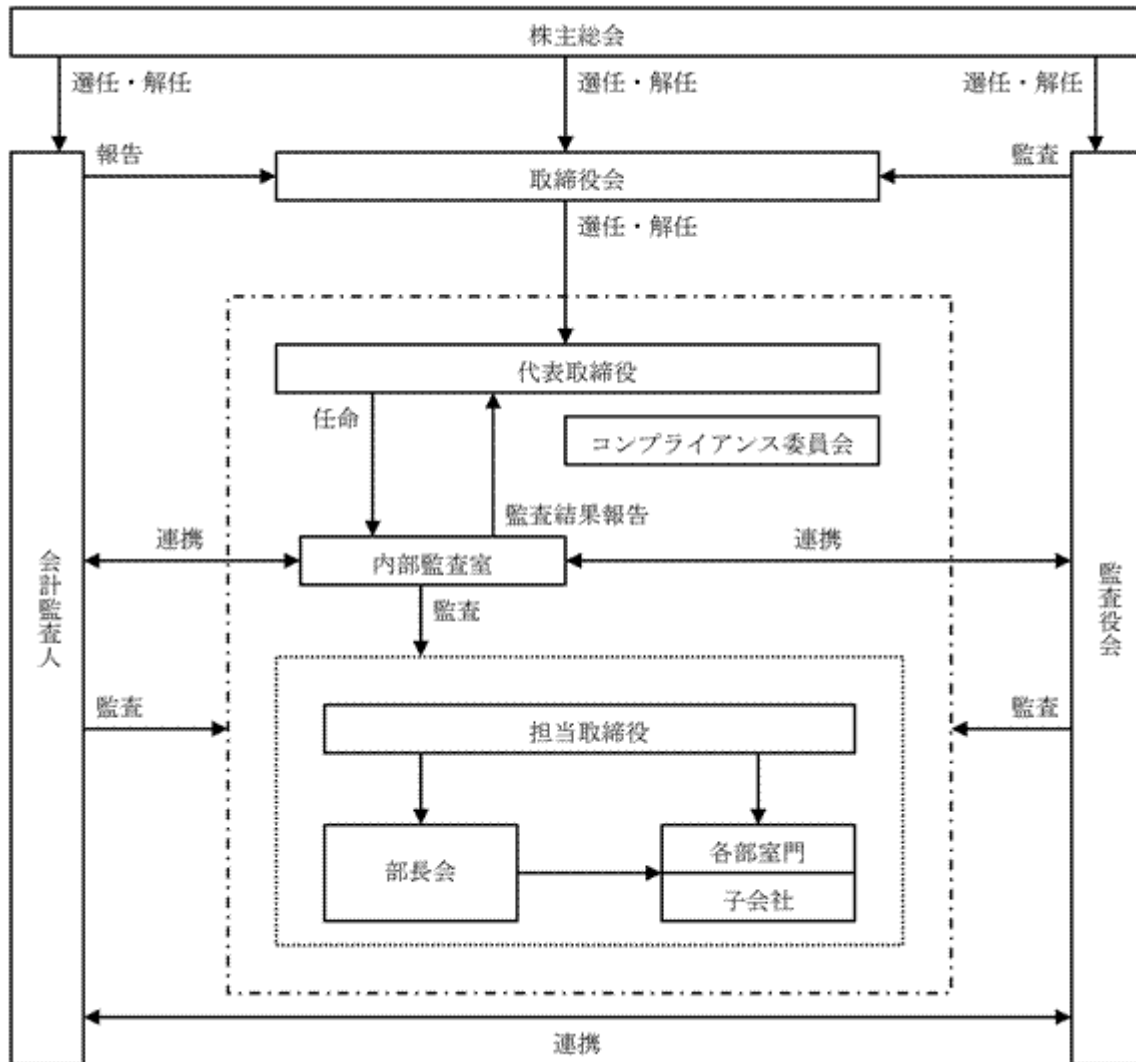 株主総会
選任・解任
選任・解任
選任・解任
報告
取締役会
監査
選任・解任
代表取締役
任命
コンプライアンス委員会
監査結果報告
連携
内部監査室
連携
会計監査人
監査役会
監査
監査
担当取締役
監査
部長会
各部室門
子会社
連携